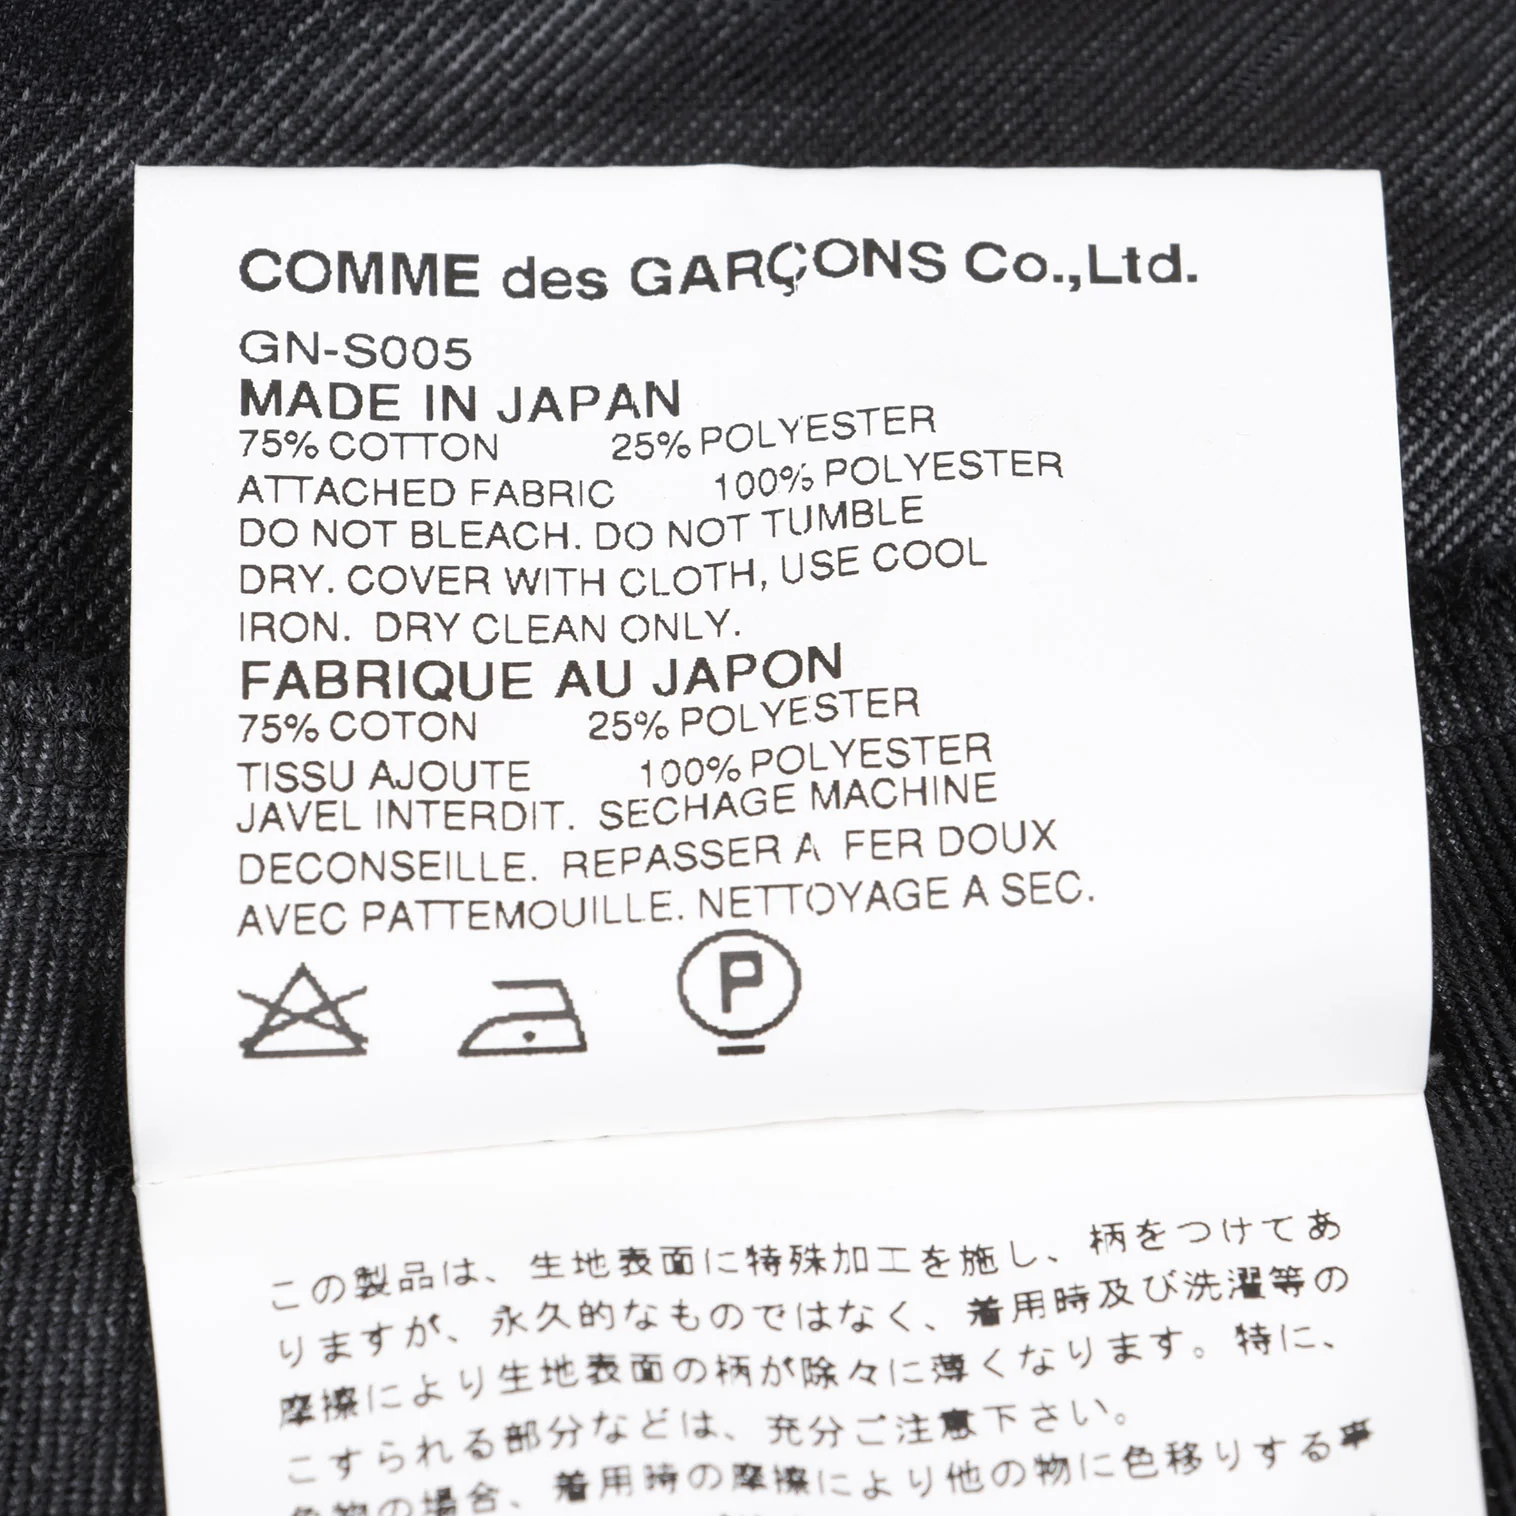 COMME des GARÇONS Co.,Ltd.
GN-S005
MADE IN JAPAN
75% COTTON 25% POLYESTER
ATTACHED FABRIC 100% POLYESTER
DO NOT BLEACH. DO NOT TUMBLE
DRY. COVER WITH CLOTH, USE COOL
IRON. DRY CLEAN ONLY.
FABRIQUE AU JAPON
75% COTON 25% POLYESTER
TISSU AJOUTE 100% POLYESTER
JAVEL INTERDIT. SECHAGE MACHINE
DECONSEILLE. REPASSER A FER DOUX
AVEC PATTEMOUILLE. NETTOYAGE A SEC.
P
この製品は、生地表面に特殊加工を施し、柄をつけてあ
りますが、永久的なものではなく、着用時及び洗濯等の
摩擦により生地表面の柄が除々に薄くなります。特に、
こすられる部分などは、充分ご注意下さい。
色物の場合、着用時の摩擦により他の物に色移りする事